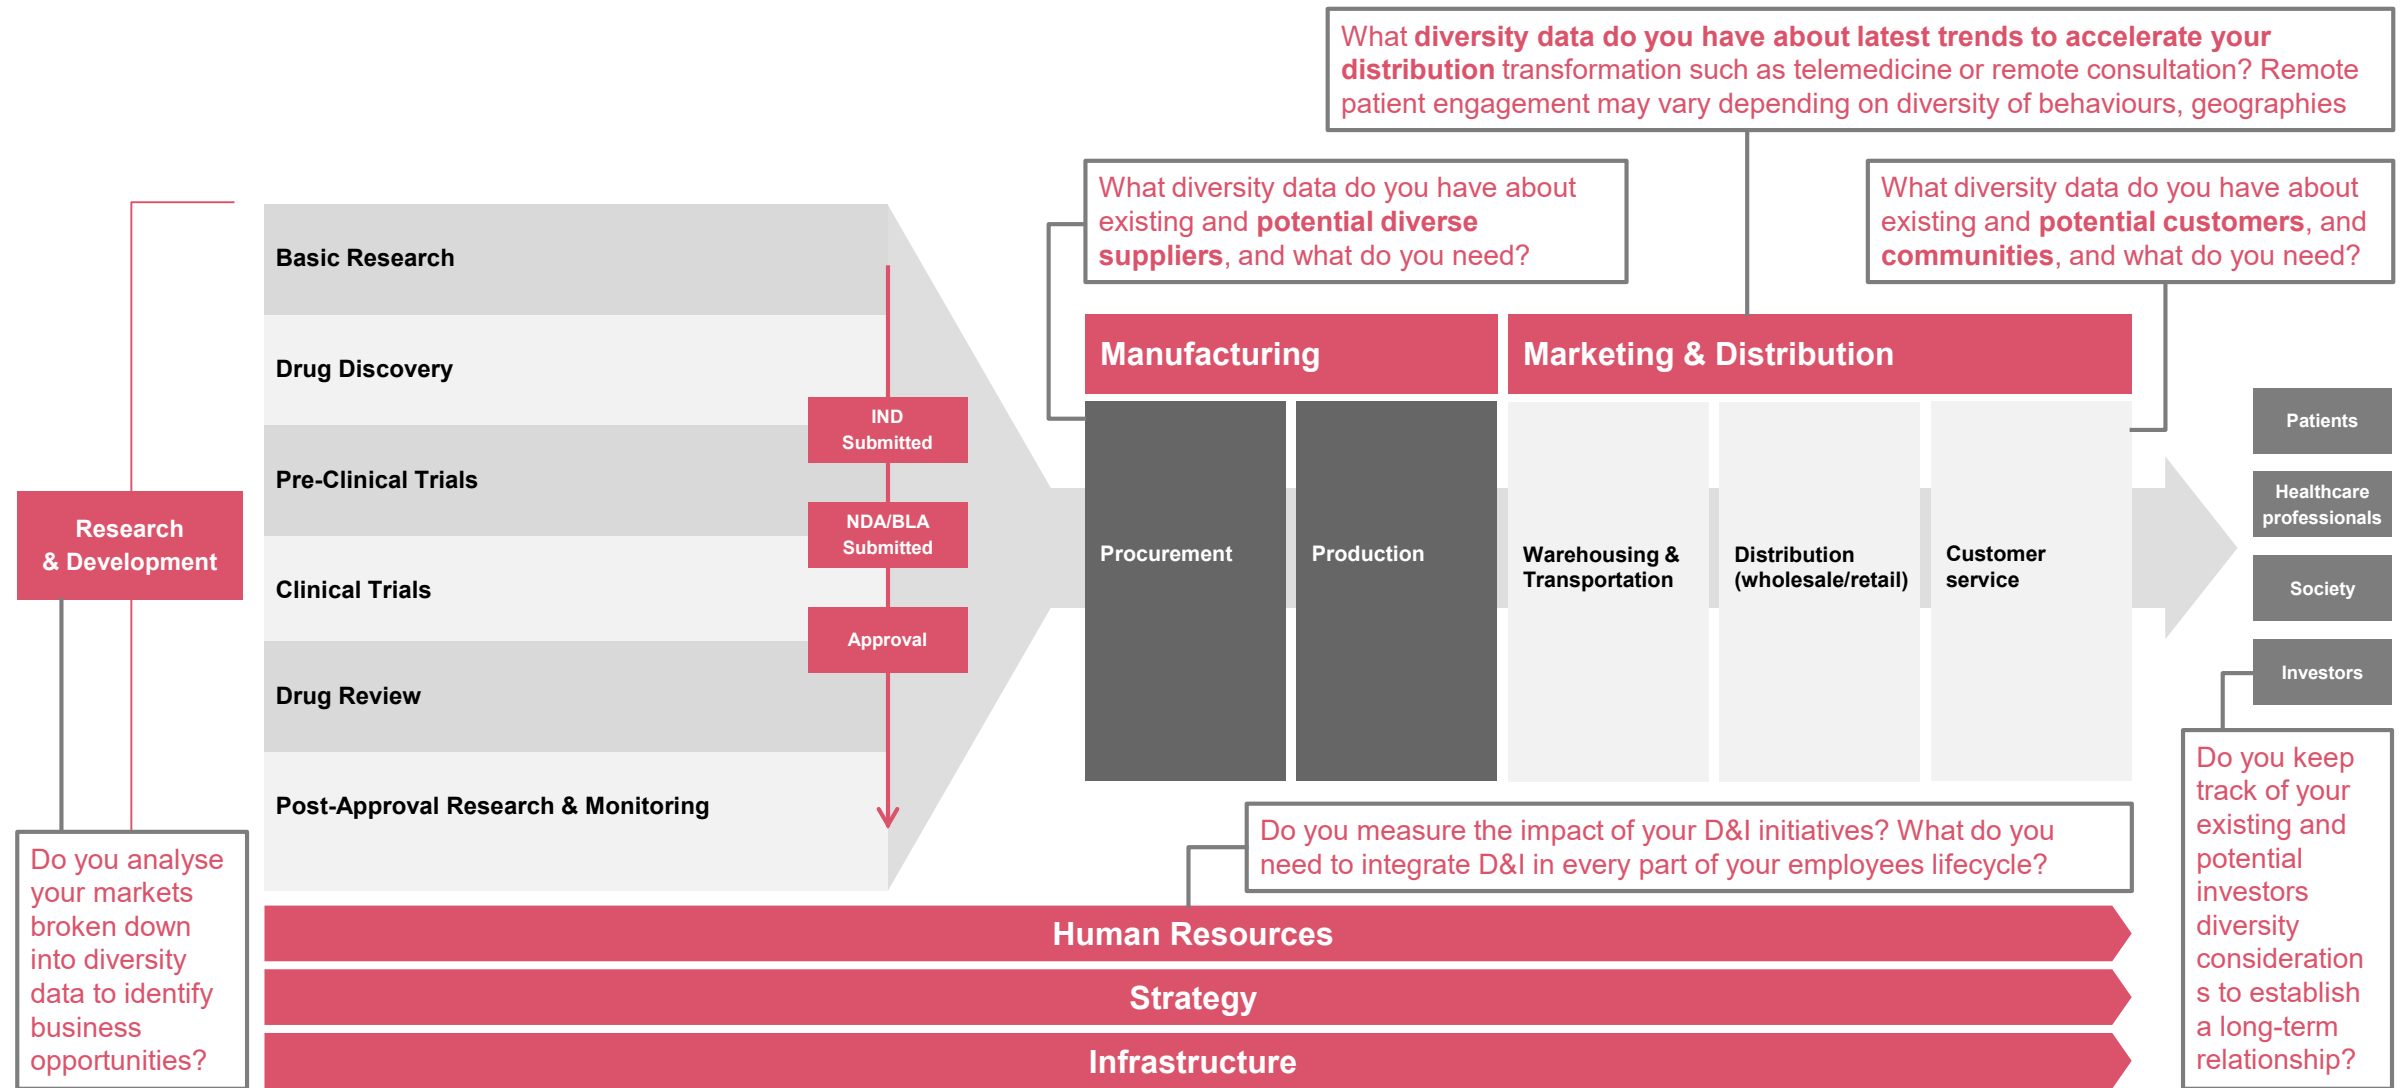 What diversity data do you have about latest trends to accelerate your
distribution transformation such as telemedicine or remote consultation? Remote
patient engagement may vary depending on diversity of behaviours, geographies
What diversity data do you have about
existing and potential diverse
suppliers, and what do you need?
What diversity data do you have about
existing and potential customers, and
communities, and what do you need?
Research
& Development
Basic Research
Drug Discovery
Pre-Clinical Trials
Clinical Trials
Drug Review
Post-Approval Research & Monitoring
IND
Submitted
NDA/BLA
Submitted
Approval
Manufacturing
Procurement
Production
Marketing & Distribution
Warehousing &
Transportation
Distribution
(wholesale/retail)
Customer
service
Patients
Healthcare
professionals
Society
Investors
Do you analyse
your markets
broken down
into diversity
data to identify
business
opportunities?
Do you measure the impact of your D&I initiatives? What do you
need to integrate D&I in every part of your employees lifecycle?
Do you keep
track of your
existing and
potential
investors
diversity
consideration
s to establish
a long-term
relationship?
Human Resources
Strategy
Infrastructure